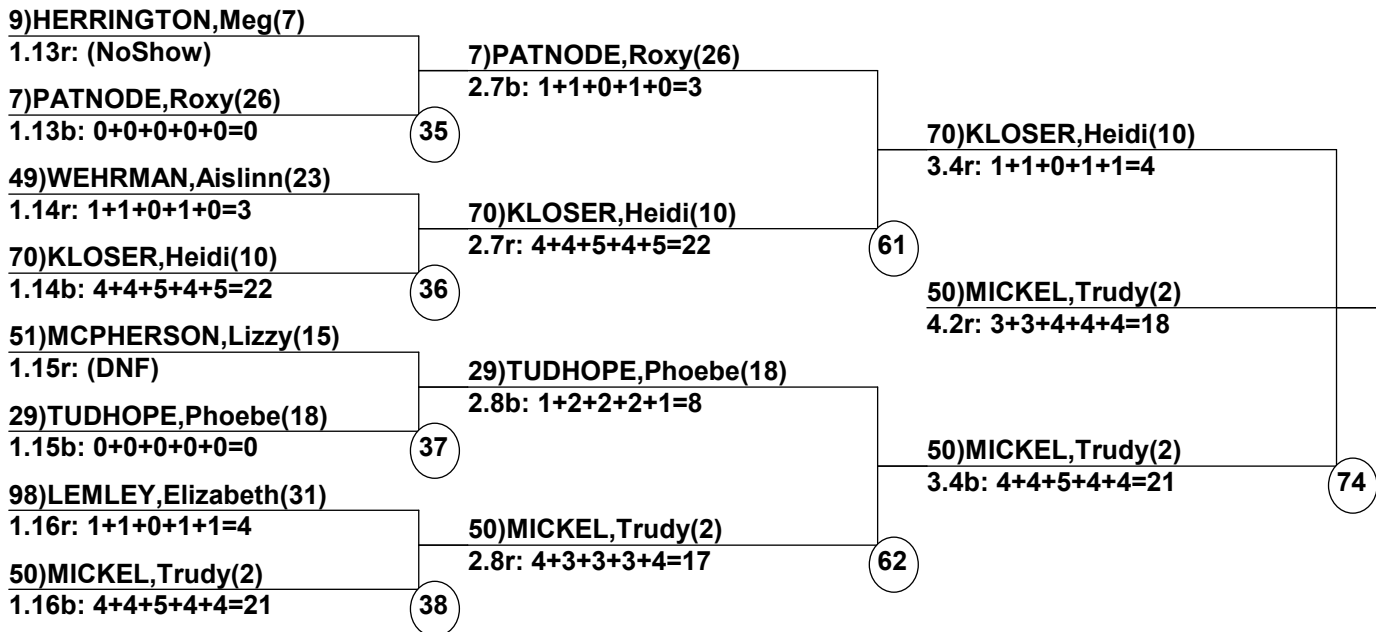 9)HERRINGTON,Meg(7)
1.13r: (NoShow)
7)PATNODE,Roxy(26)
1.13b: 0+0+0+0+0=0
35
49)WEHRMAN,Aislinn(23)
1.14r: 1+1+0+1+0=3
70)KLOSER,Heidi(10)
1.14b: 4+4+5+4+5=22
36
51)MCPHERSON,Lizzy(15)
1.15r: (DNF)
29)TUDHOPE,Phoebe(18)
1.15b: 0+0+0+0+0=0
37
98)LEMLEY,Elizabeth(31)
1.16r: 1+1+0+1+1=4
50)MICKEL,Trudy(2)
1.16b: 4+4+5+4+4=21
38
7)PATNODE,Roxy(26)
2.7b: 1+1+0+1+0=3
70)KLOSER,Heidi(10)
2.7r: 4+4+5+4+5=22
61
29)TUDHOPE,Phoebe(18)
2.8b: 1+2+2+2+1=8
50)MICKEL,Trudy(2)
2.8r: 4+3+3+3+4=17
62
70)KLOSER,Heidi(10)
3.4r: 1+1+0+1+1=4
50)MICKEL,Trudy(2)
4.2r: 3+3+4+4+4=18
50)MICKEL,Trudy(2)
3.4b: 4+4+5+4+4=21
74